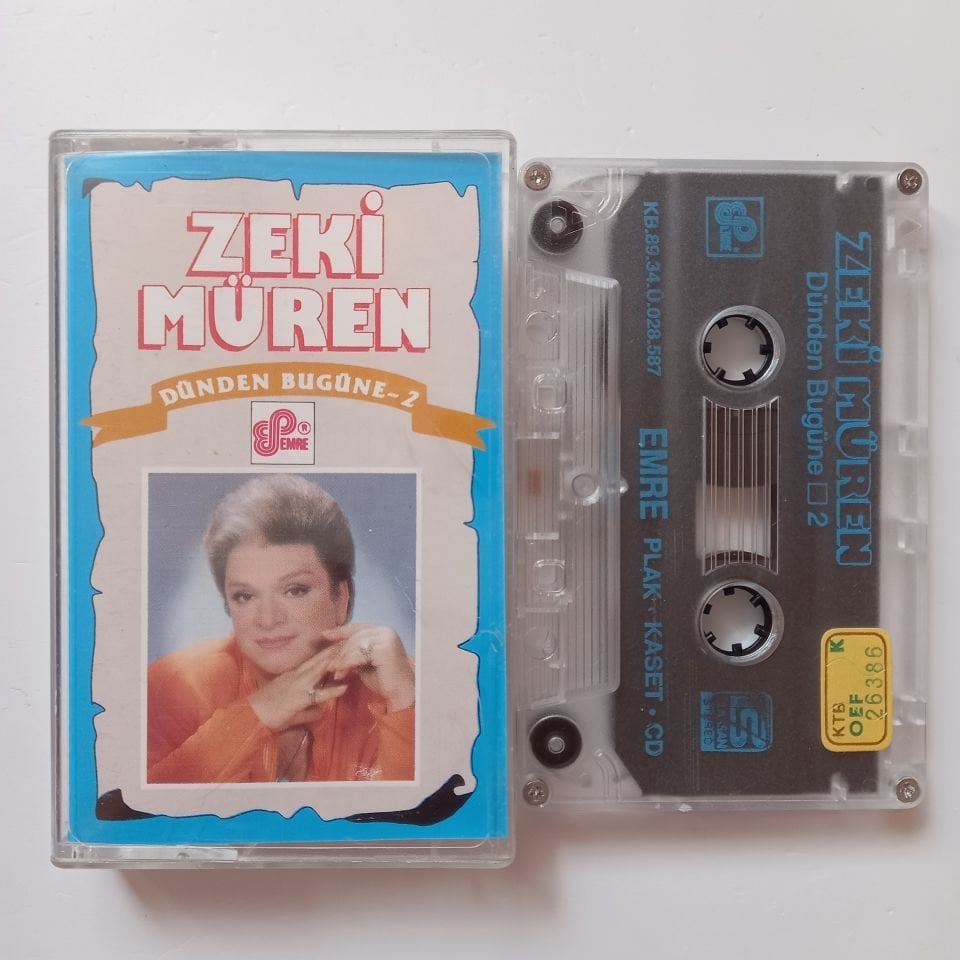 ZEKİ
MÜREN
DÜNDEN BUGÜNE-2
EMRE
®
ZEKİ MÜREN
Dünden Bugüne □ 2
EMRE
KB.89.34.Ü.028.587
EMRE PLAK · KASET · CD
KTB K
OEF
26386